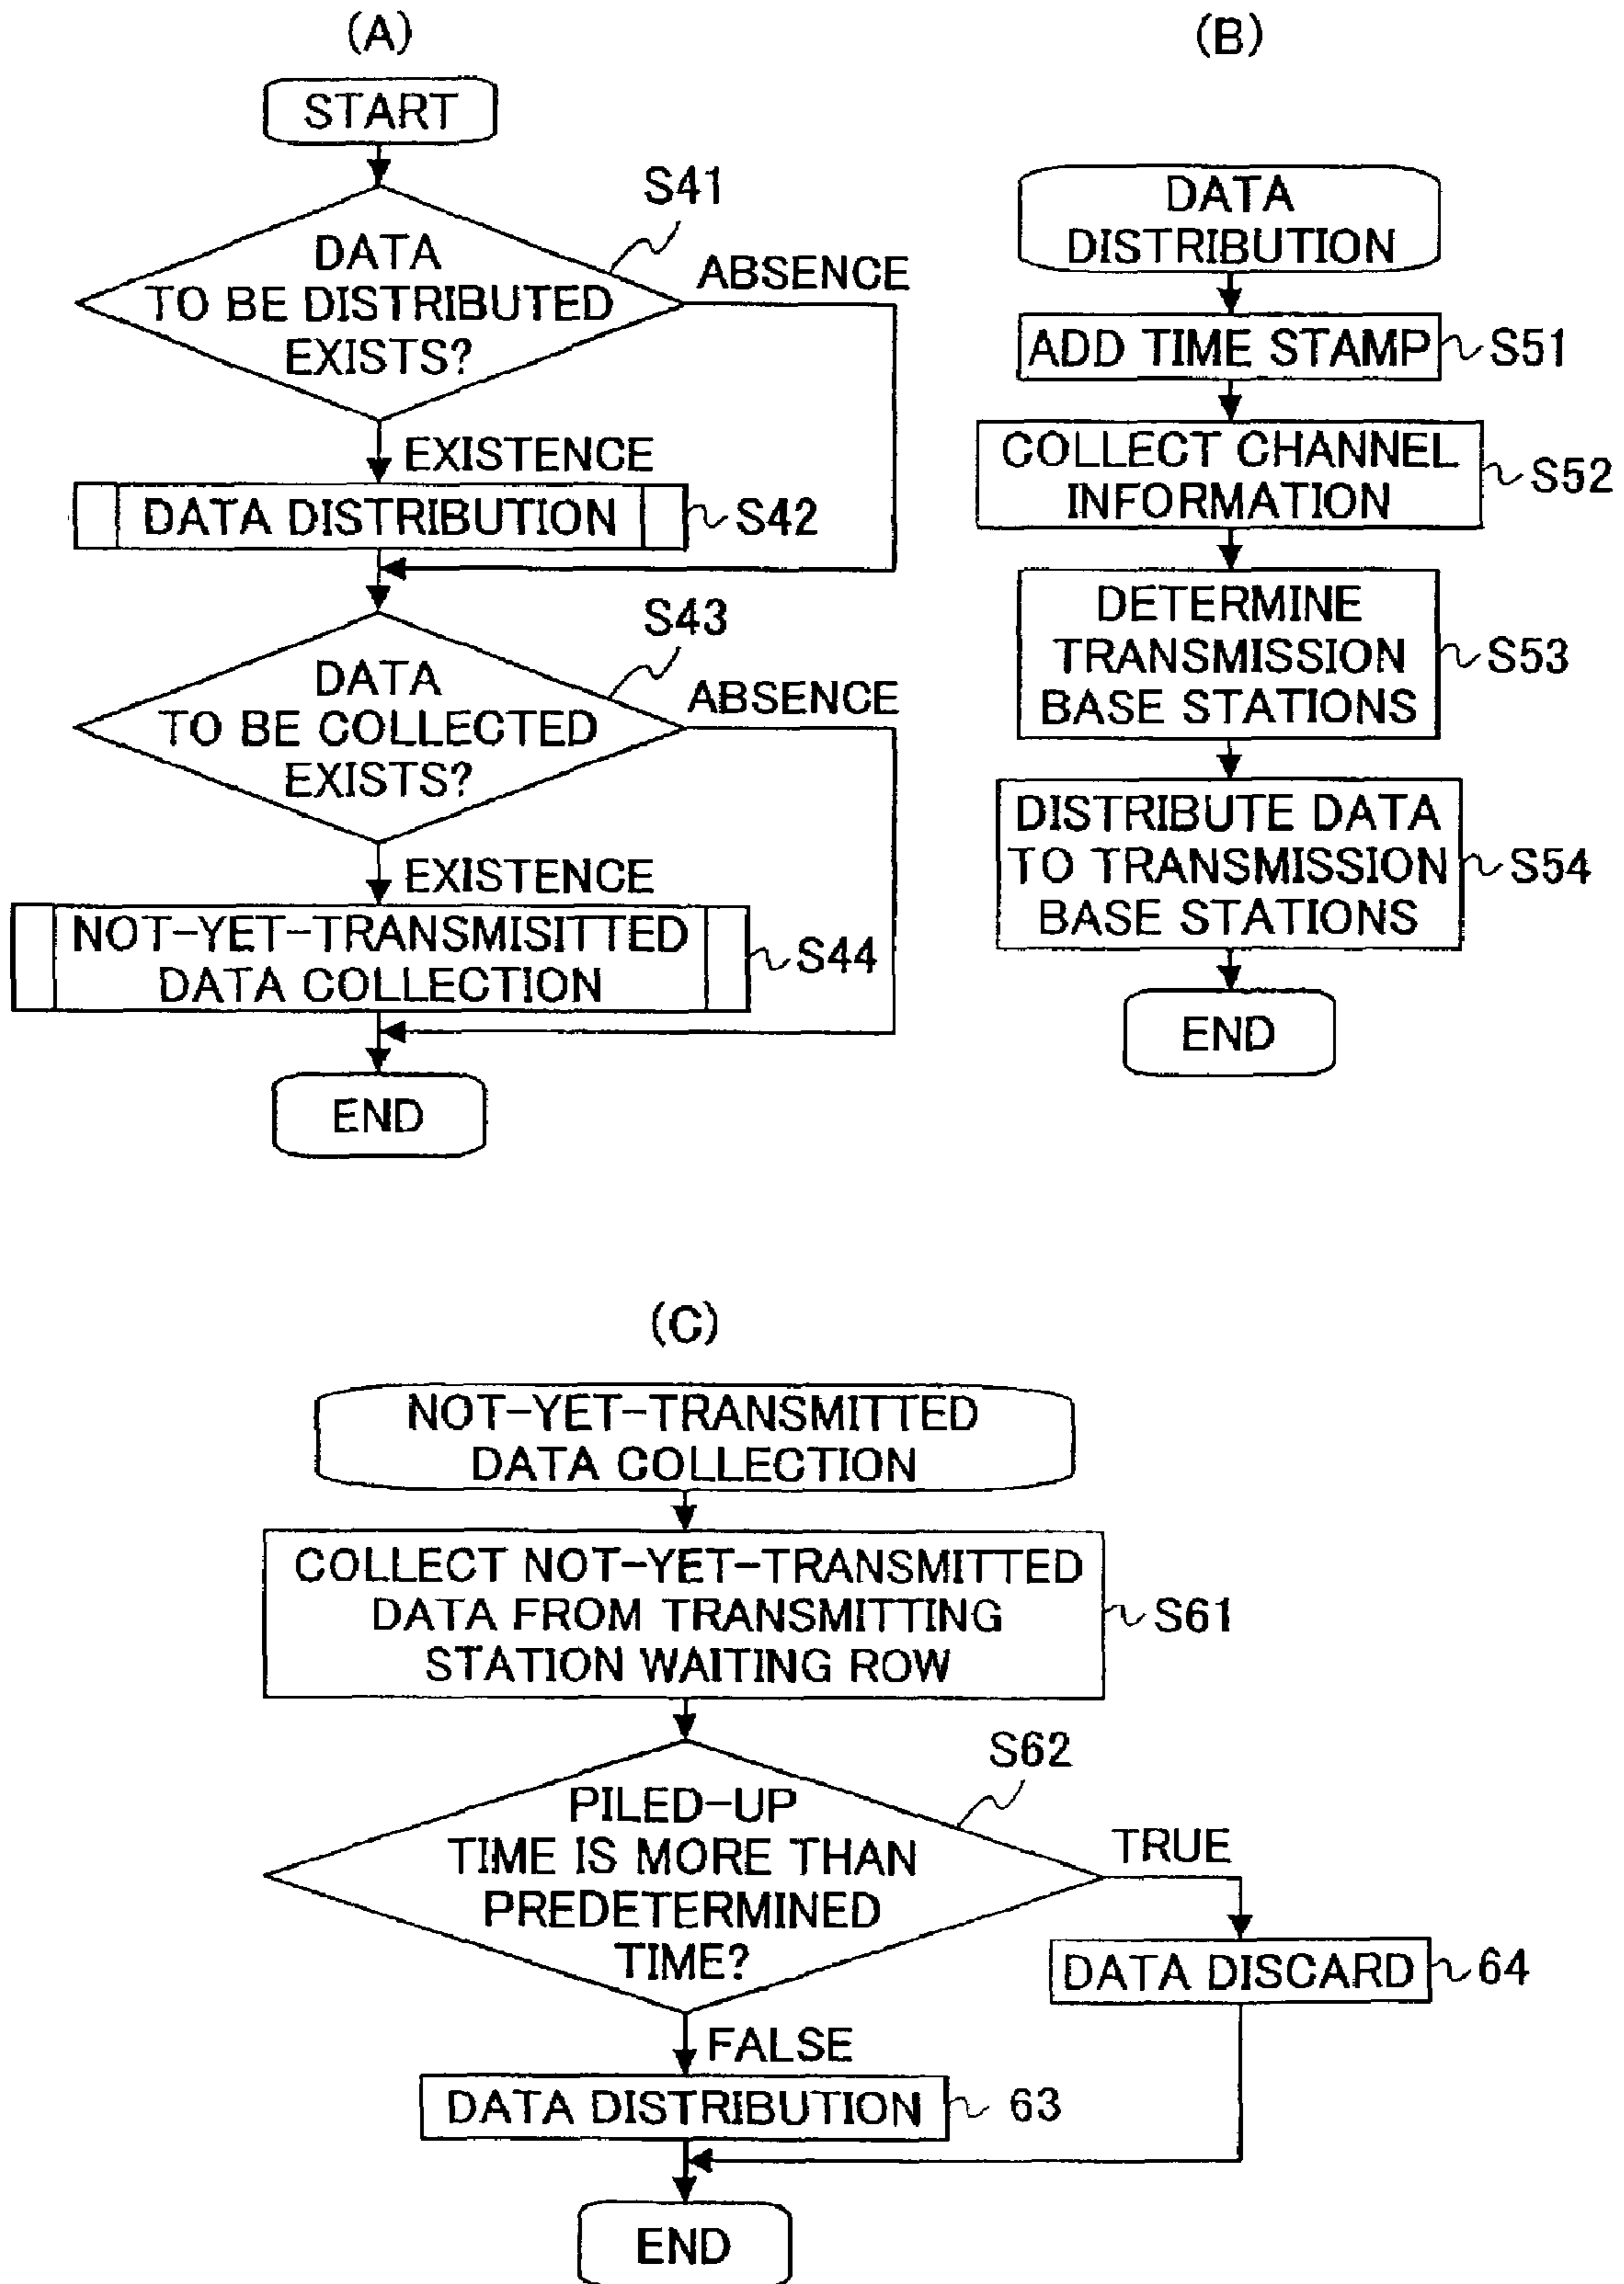 (A)
START
S41
DATA
TO BE DISTRIBUTED
EXISTS?
ABSENCE
EXISTENCE
DATA DISTRIBUTION
S42
S43
DATA
TO BE COLLECTED
EXISTS?
ABSENCE
EXISTENCE
NOT-YET-TRANSMISITTED
DATA COLLECTION
S44
END
(B)
DATA
DISTRIBUTION
ADD TIME STAMP
S51
COLLECT CHANNEL
INFORMATION
S52
DETERMINE
TRANSMISSION
BASE STATIONS
S53
DISTRIBUTE DATA
TO TRANSMISSION
BASE STATIONS
S54
END
(C)
NOT-YET-TRANSMITTED
DATA COLLECTION
COLLECT NOT-YET-TRANSMITTED
DATA FROM TRANSMITTING
STATION WAITING ROW
S61
S62
PILED-UP
TIME IS MORE THAN
PREDETERMINED
TIME?
TRUE
DATA DISCARD
64
FALSE
DATA DISTRIBUTION
63
END